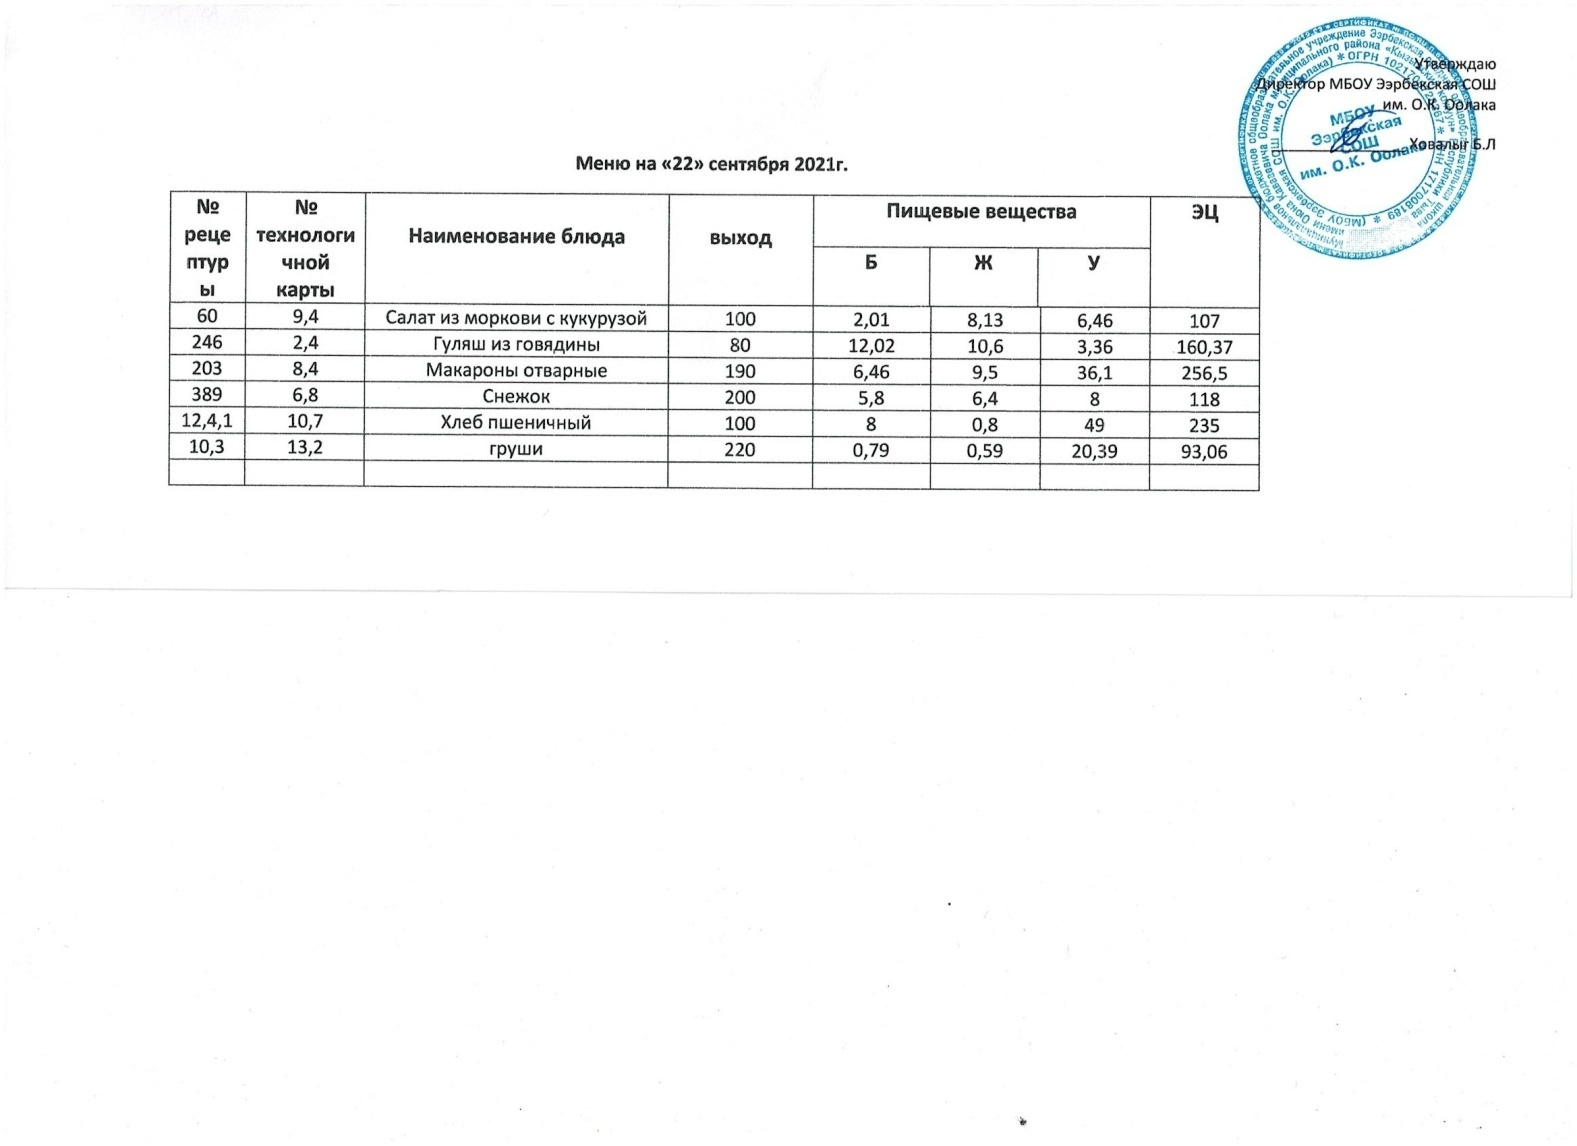 Утверждаю
Директор МБОУ Ээрбекская СОШ
им. О.К. Оолака
Ховалыг Б.Л
МБОУ
Ээрбекская
СОШ
им. О.К. Оолака
Меню на «22» сентября 2021г.
№ рецептуры № технологичной карты Наименование блюда выход Пищевые вещества ЭЦ
Б Ж У
60 9,4 Салат из моркови с кукурузой 100 2,01 8,13 6,46 107
246 2,4 Гуляш из говядины 80 12,02 10,6 3,36 160,37
203 8,4 Макароны отварные 190 6,46 9,5 36,1 256,5
389 6,8 Снежок 200 5,8 6,4 8 118
12,4,1 10,7 Хлеб пшеничный 100 8 0,8 49 235
10,3 13,2 груши 220 0,79 0,59 20,39 93,06